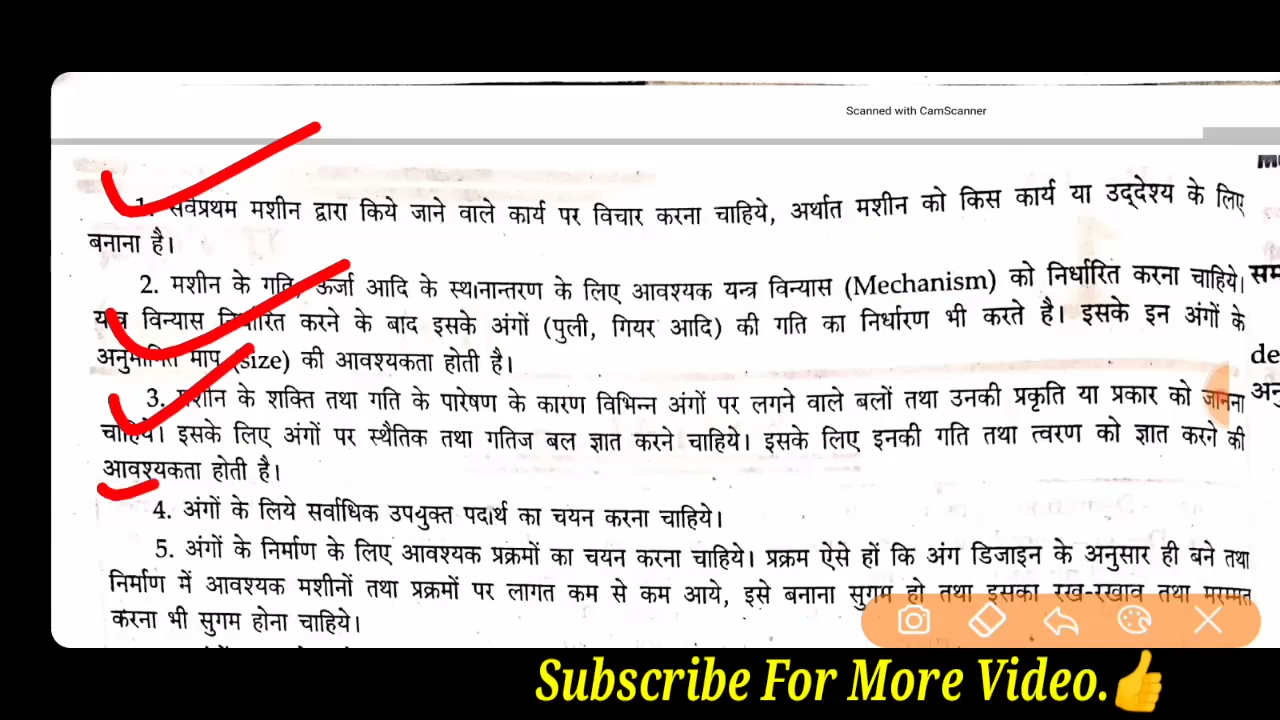 Scanned with CamScanner
1. सर्वप्रथम मशीन द्वारा किये जाने वाले कार्य पर विचार करना चाहिये, अर्थात मशीन को किस कार्य या उद्देश्य के लिए
बनाना है।
2. मशीन के गति, ऊर्जा आदि के स्थानान्तरण के लिए आवश्यक यन्त्र विन्यास (Mechanism) को निर्धारित करना चाहिये।
यन्त्र विन्यास निर्धारित करने के बाद इसके अंगों (पुली, गियर आदि) की गति का निर्धारण भी करते है। इसके इन अंगों के
अनुमानित माप (size) की आवश्यकता होती है।
3. मशीन के शक्ति तथा गति के पारेषण के कारण विभिन्न अंगों पर लगने वाले बलों तथा उनकी प्रकृति या प्रकार को जानना
चाहिये। इसके लिए अंगों पर स्थैतिक तथा गतिज बल ज्ञात करने चाहिये। इसके लिए इनकी गति तथा त्वरण को ज्ञात करने की
आवश्यकता होती है।
4. अंगों के लिये सर्वाधिक उपयुक्त पदार्थ का चयन करना चाहिये।
5. अंगों के निर्माण के लिए आवश्यक प्रक्रमों का चयन करना चाहिये। प्रक्रम ऐसे हों कि अंग डिजाइन के अनुसार ही बने तथा
निर्माण में आवश्यक मशीनों तथा प्रक्रमों पर लागत कम से कम आये, इसे बनाना सुगम हो तथा इसका रख-रखाव तथा मरम्मत
करना भी सुगम होना चाहिये।
सम
de
अनु
Subscribe For More Video.